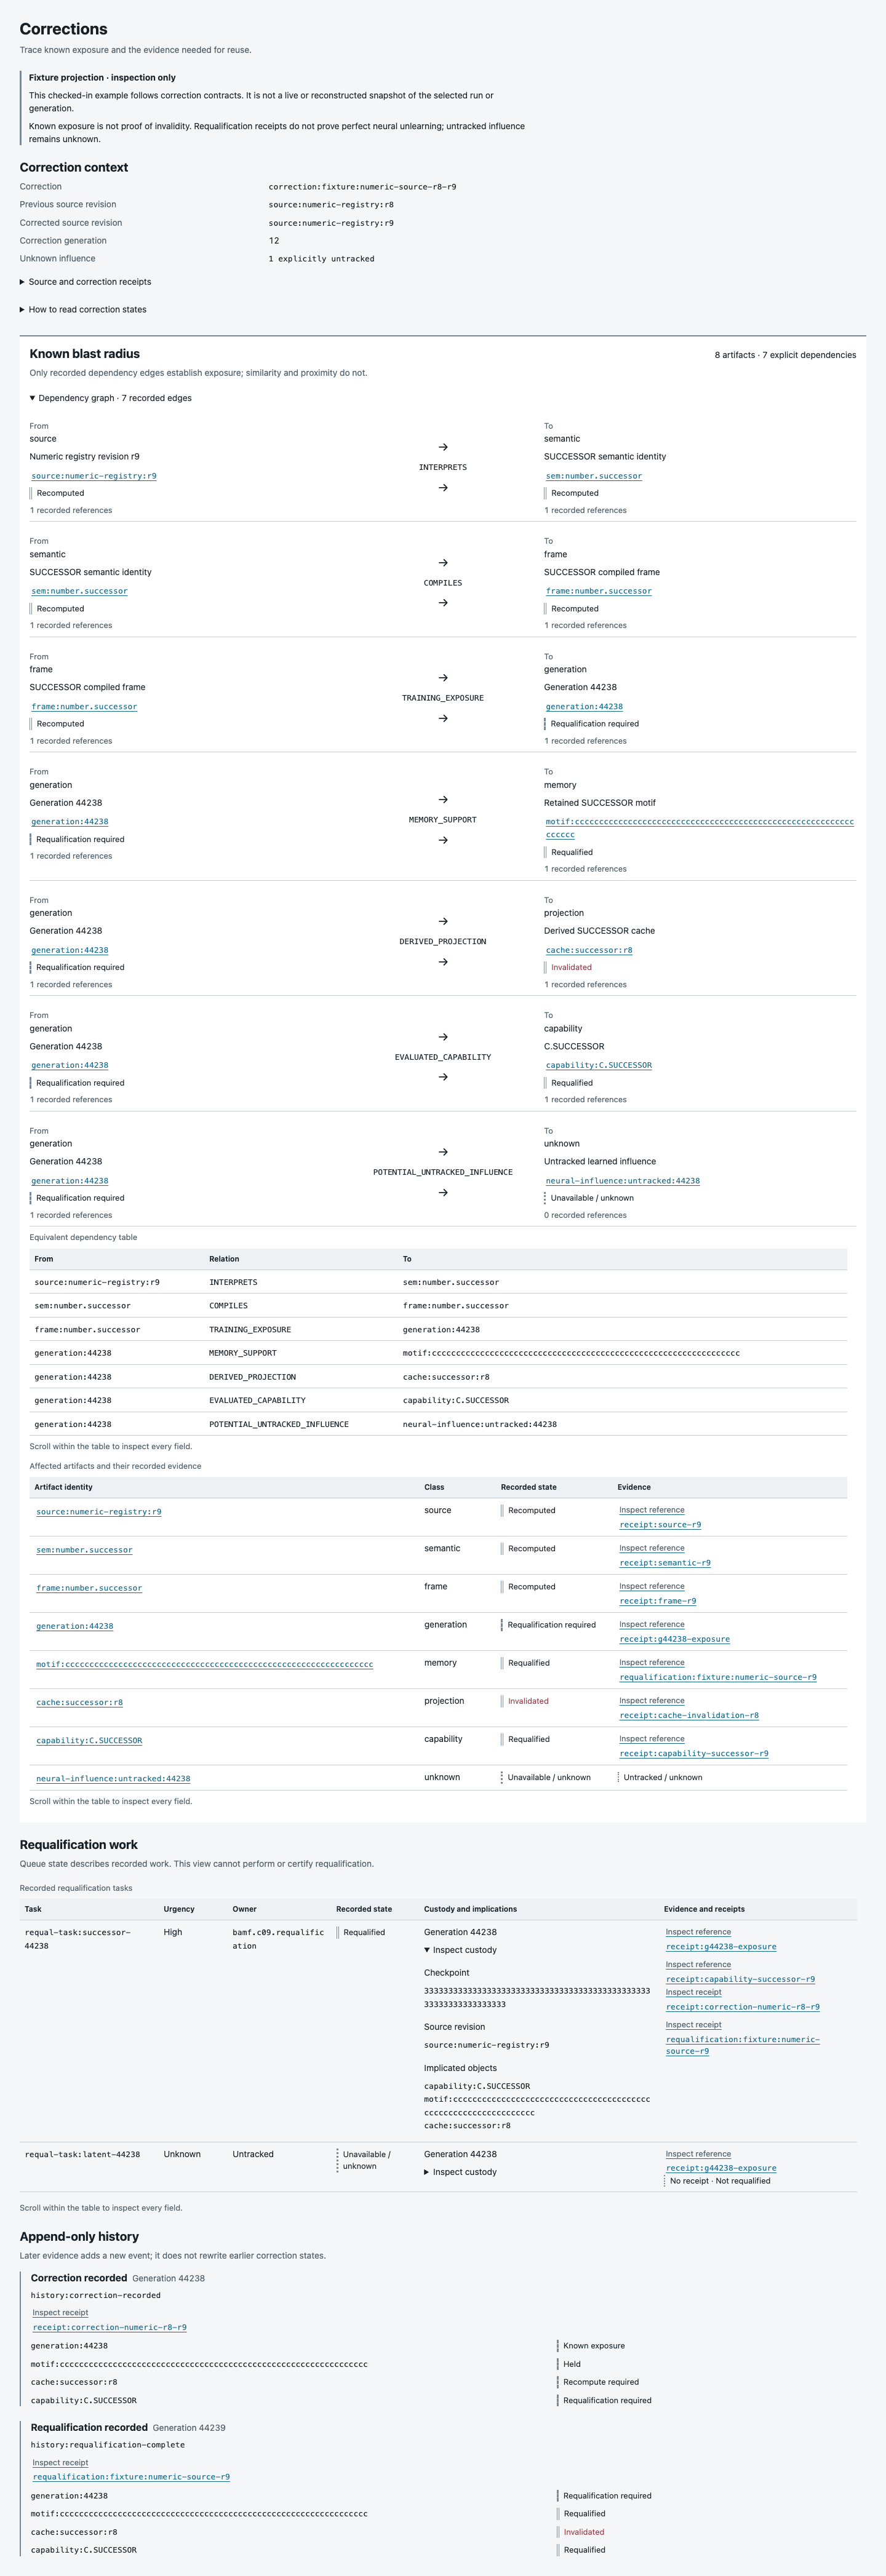 Corrections
Trace known exposure and the evidence needed for reuse.
Fixture projection · inspection only
This checked-in example follows correction contracts. It is not a live or reconstructed snapshot of the selected run or
generation.
Known exposure is not proof of invalidity. Requalification receipts do not prove perfect neural unlearning; untracked influence
remains unknown.
Correction context
Correction correction:fixture:numeric-source-r8-r9
Previous source revision source:numeric-registry:r8
Corrected source revision source:numeric-registry:r9
Correction generation 12
Unknown influence 1 explicitly untracked
▶ Source and correction receipts
▶ How to read correction states
Known blast radius 8 artifacts · 7 explicit dependencies
Only recorded dependency edges establish exposure; similarity and proximity do not.
▼ Dependency graph · 7 recorded edges
From
source
Numeric registry revision r9
source:numeric-registry:r9
Recomputed
1 recorded references
→
INTERPRETS
→
To
semantic
SUCCESSOR semantic identity
sem:number.successor
Recomputed
1 recorded references
From
semantic
SUCCESSOR semantic identity
sem:number.successor
Recomputed
1 recorded references
→
COMPILES
→
To
frame
SUCCESSOR compiled frame
frame:number.successor
Recomputed
1 recorded references
From
frame
SUCCESSOR compiled frame
frame:number.successor
Recomputed
1 recorded references
→
TRAINING_EXPOSURE
→
To
generation
Generation 44238
generation:44238
Requalification required
1 recorded references
From
generation
Generation 44238
generation:44238
Requalification required
1 recorded references
→
MEMORY_SUPPORT
→
To
memory
Retained SUCCESSOR motif
motif:cccccccccccccccccccccccccccccccccccccccccccccccccccccccccc
cccccc
Requalified
1 recorded references
From
generation
Generation 44238
generation:44238
Requalification required
1 recorded references
→
DERIVED_PROJECTION
→
To
projection
Derived SUCCESSOR cache
cache:successor:r8
Invalidated
1 recorded references
From
generation
Generation 44238
generation:44238
Requalification required
1 recorded references
→
EVALUATED_CAPABILITY
→
To
capability
C.SUCCESSOR
capability:C.SUCCESSOR
Requalified
1 recorded references
From
generation
Generation 44238
generation:44238
Requalification required
1 recorded references
→
POTENTIAL_UNTRACKED_INFLUENCE
→
To
unknown
Untracked learned influence
neural-influence:untracked:44238
Unavailable / unknown
0 recorded references
Equivalent dependency table
From Relation To
source:numeric-registry:r9 INTERPRETS sem:number.successor
sem:number.successor COMPILES frame:number.successor
frame:number.successor TRAINING_EXPOSURE generation:44238
generation:44238 MEMORY_SUPPORT motif:cccccccccccccccccccccccccccccccccccccccccccccccccccccccccccccccc
generation:44238 DERIVED_PROJECTION cache:successor:r8
generation:44238 EVALUATED_CAPABILITY capability:C.SUCCESSOR
generation:44238 POTENTIAL_UNTRACKED_INFLUENCE neural-influence:untracked:44238
Scroll within the table to inspect every field.
Affected artifacts and their recorded evidence
Artifact identity Class Recorded state Evidence
source:numeric-registry:r9 source Recomputed Inspect reference
receipt:source-r9
sem:number.successor semantic Recomputed Inspect reference
receipt:semantic-r9
frame:number.successor frame Recomputed Inspect reference
receipt:frame-r9
generation:44238 generation Requalification required Inspect reference
receipt:g44238-exposure
motif:cccccccccccccccccccccccccccccccccccccccccccccccccccccccccccccccc memory Requalified Inspect reference
requalification:fixture:numeric-source-r9
cache:successor:r8 projection Invalidated Inspect reference
receipt:cache-invalidation-r8
capability:C.SUCCESSOR capability Requalified Inspect reference
receipt:capability-successor-r9
neural-influence:untracked:44238 unknown Unavailable / unknown Untracked / unknown
Scroll within the table to inspect every field.
Requalification work
Queue state describes recorded work. This view cannot perform or certify requalification.
Recorded requalification tasks
Task Urgency Owner Recorded state Custody and implications Evidence and receipts
requal-task:successor-
44238
High
bamf.c09.requalific
ation
Requalified
Generation 44238
▼ Inspect custody
Checkpoint
33333333333333333333333333333333333333333333333
33333333333333333
Source revision
source:numeric-registry:r9
Implicated objects
capability:C.SUCCESSOR
motif:ccccccccccccccccccccccccccccccccccccccccc
ccccccccccccccccccccccc
cache:successor:r8
Inspect reference
receipt:g44238-exposure
Inspect reference
receipt:capability-successor-r9
Inspect receipt
receipt:correction-numeric-r8-r9
Inspect receipt
requalification:fixture:numeric-
source-r9
requal-task:latent-44238
Unknown
Untracked
Unavailable /
unknown
Generation 44238
▶ Inspect custody
Inspect reference
receipt:g44238-exposure
No receipt · Not requalified
Scroll within the table to inspect every field.
Append-only history
Later evidence adds a new event; it does not rewrite earlier correction states.
Correction recorded Generation 44238
history:correction-recorded
Inspect receipt
receipt:correction-numeric-r8-r9
generation:44238 Known exposure
motif:cccccccccccccccccccccccccccccccccccccccccccccccccccccccccccccccc Held
cache:successor:r8 Recompute required
capability:C.SUCCESSOR Requalification required
Requalification recorded Generation 44239
history:requalification-complete
Inspect receipt
requalification:fixture:numeric-source-r9
generation:44238 Requalification required
motif:cccccccccccccccccccccccccccccccccccccccccccccccccccccccccccccccc Requalified
cache:successor:r8 Invalidated
capability:C.SUCCESSOR Requalified